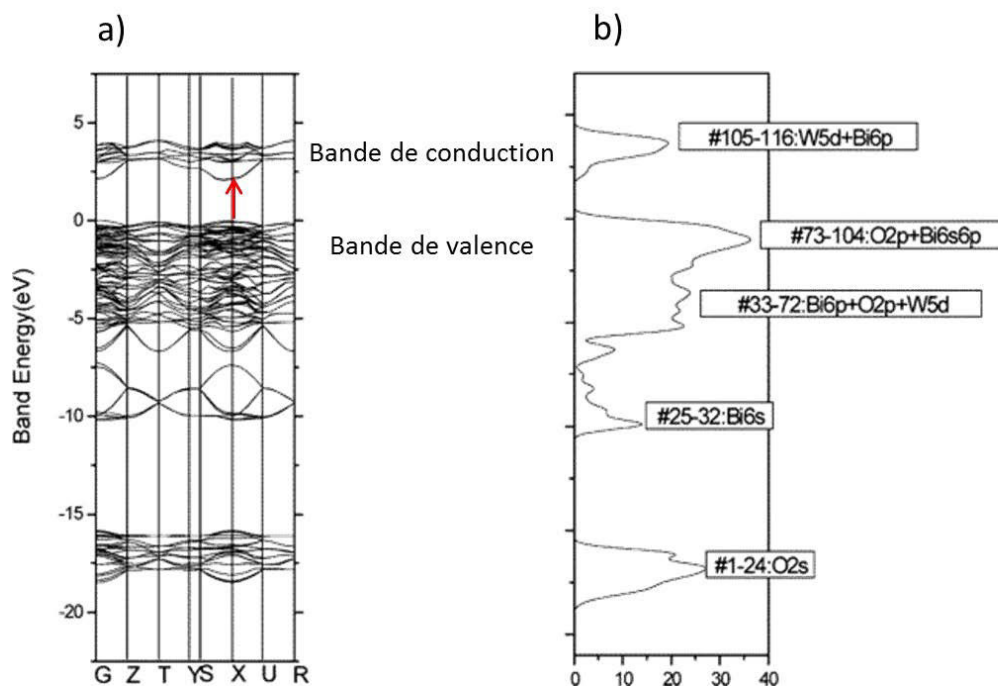 a)
b)
5
0
-5
-10
-15
-20
Band Energy(eV)
G Z T YS X U R
Bande de conduction
Bande de valence
#105-116:W5d+Bi6p
#73-104:O2p+Bi6s6p
#33-72:Bi6p+O2p+W5d
#25-32:Bi6s
#1-24:O2s
0 10 20 30 40